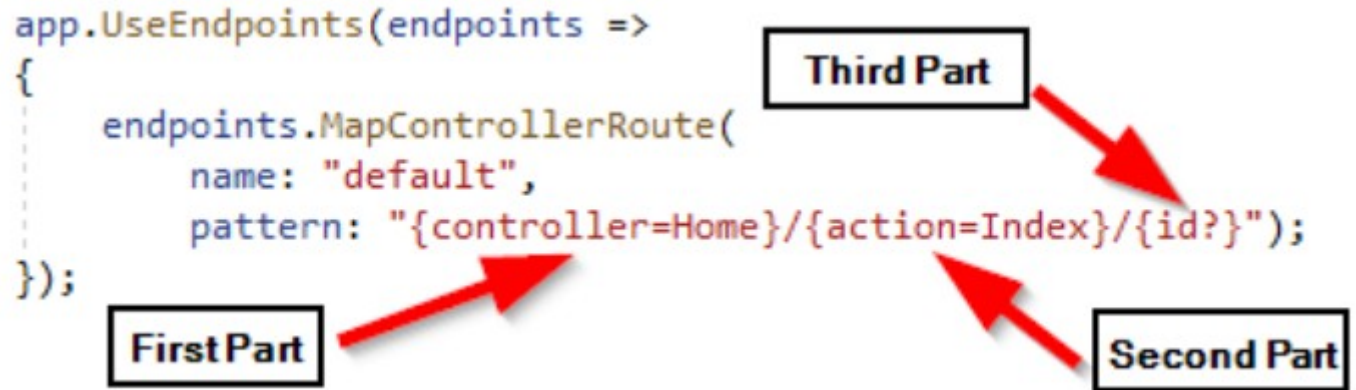 app.UseEndpoints(endpoints =>
{
Third Part
endpoints.MapControllerRoute(
name: "default",
pattern: "{controller=Home}/{action=Index}/{id?}");
});
First Part
Second Part